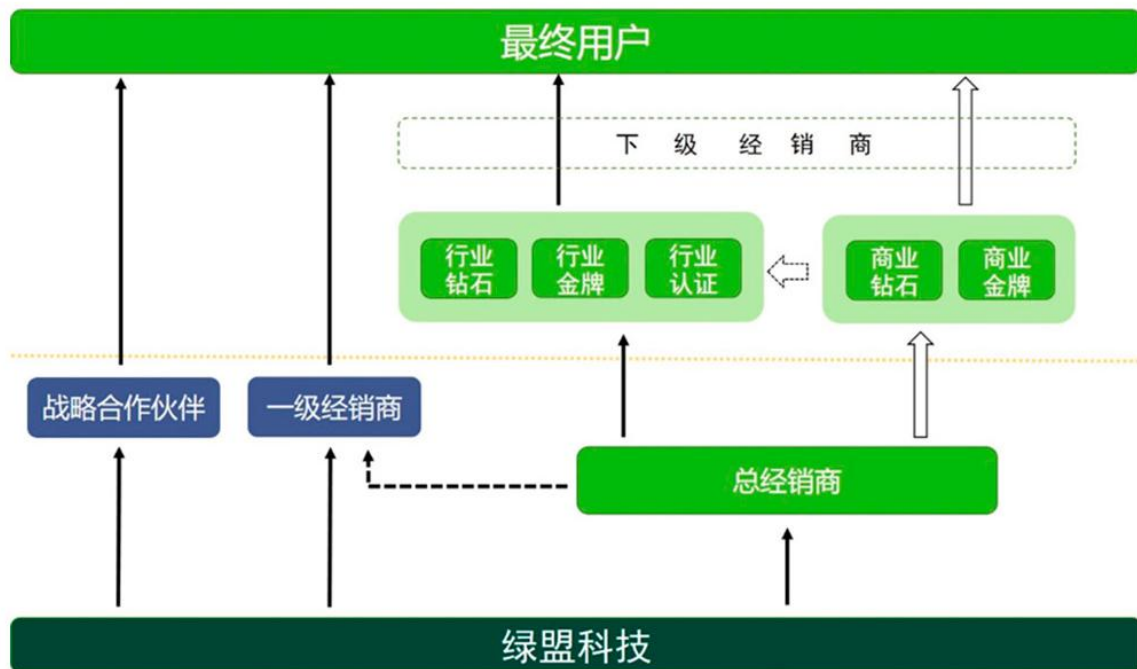 最终用户
下级经销商
行业
钻石
行业
金牌
行业
认证
商业
钻石
商业
金牌
战略合作伙伴
一级经销商
总经销商
绿盟科技